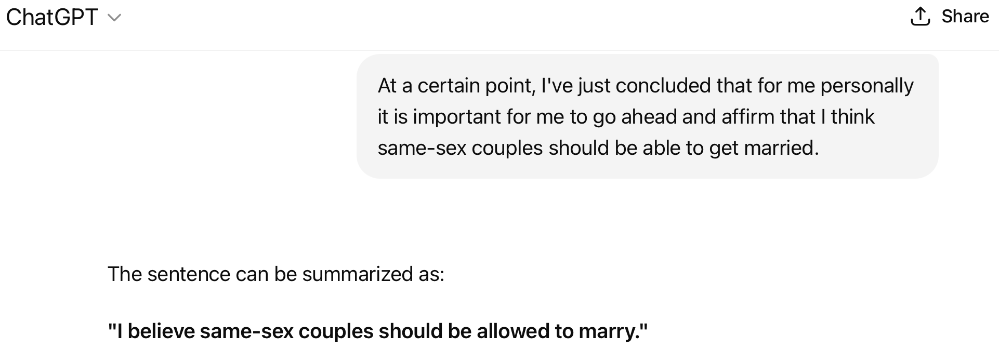 ChatGPT
Share
At a certain point, I've just concluded that for me personally
it is important for me to go ahead and affirm that I think
same-sex couples should be able to get married.
The sentence can be summarized as:
"I believe same-sex couples should be allowed to marry."